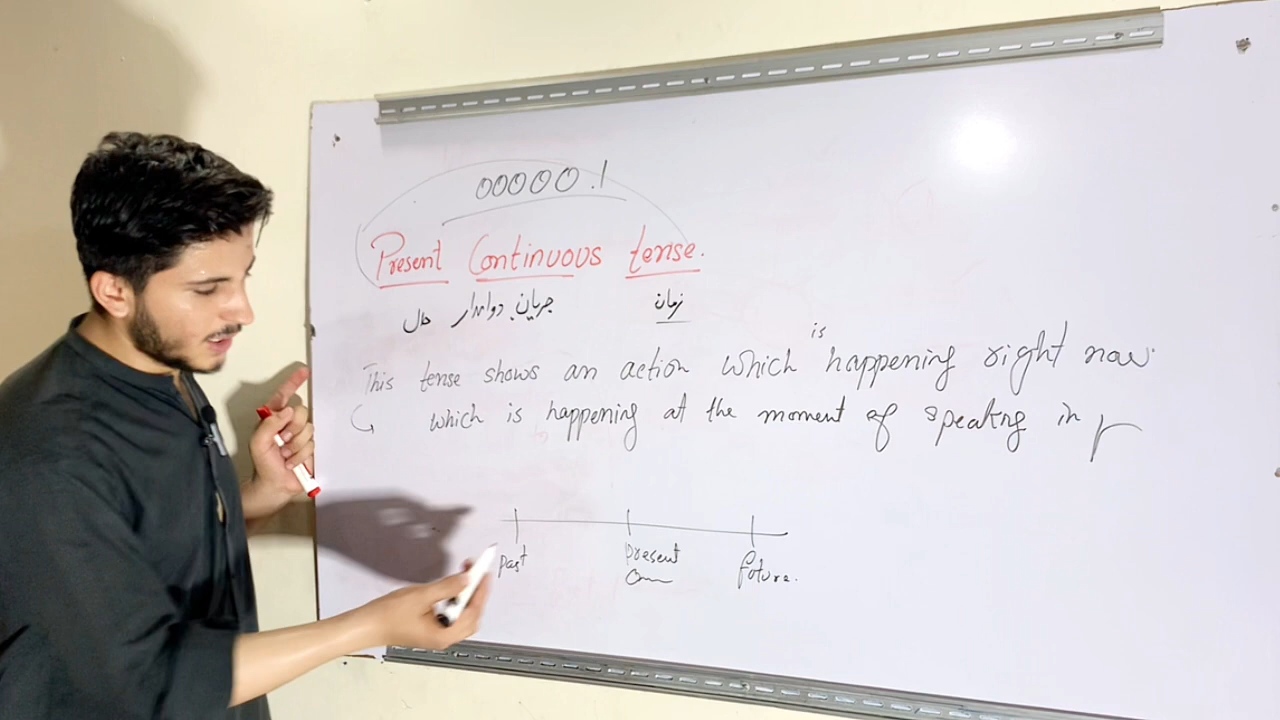 00000.1
Present Continuous tense.
حال جریان. دوامدار زمان
This tense shows an action which is happening right now.
which is happening at the moment of speaking in
past present future.